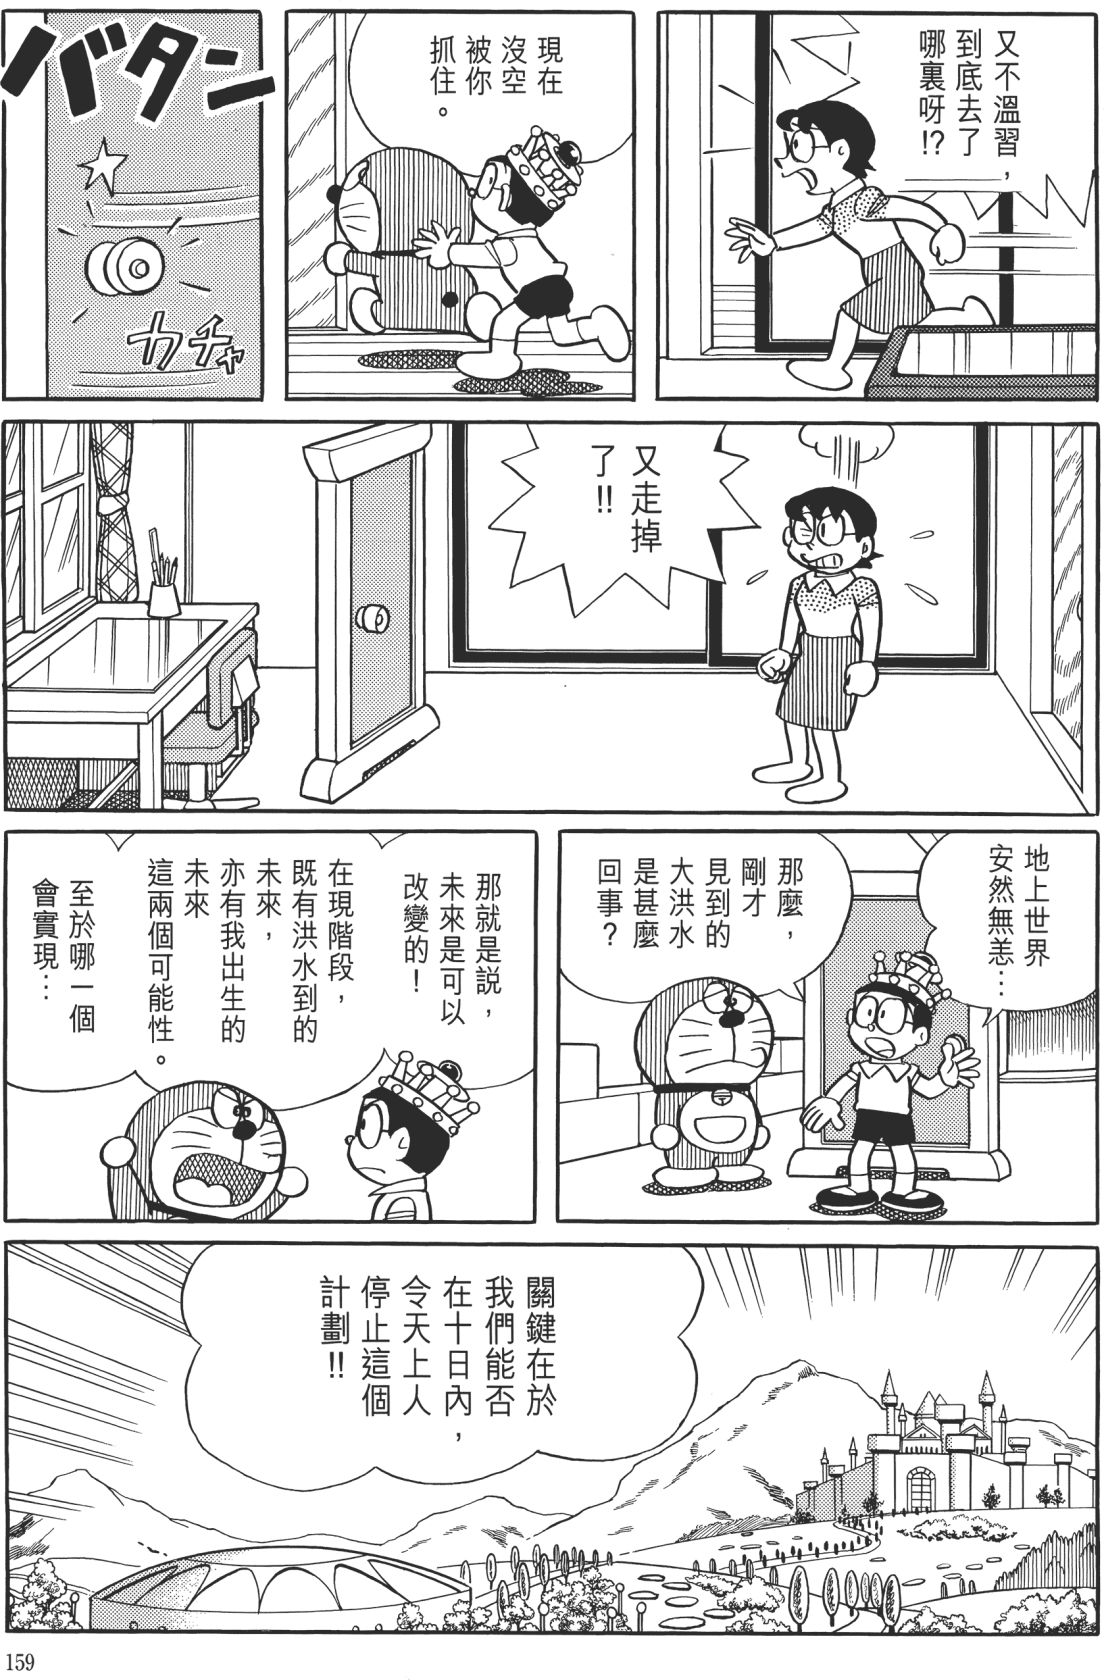 又不溫習，
到底去了
哪裏呀!?
現在
沒空
被你
抓住。
バタン
カチャ
又走掉
了!!
地上世界
安然無恙…
那麼，
剛才
見到的
大洪水
是甚麼
回事？
那就是說，
未來是可以
改變的！
在現階段，
既有洪水到的
未來，
亦有我出生的
未來
這兩個可能性。
至於哪一個
會實現…
關鍵在於
我們能否
在十日內，
令天上人
停止這個
計劃!!
159